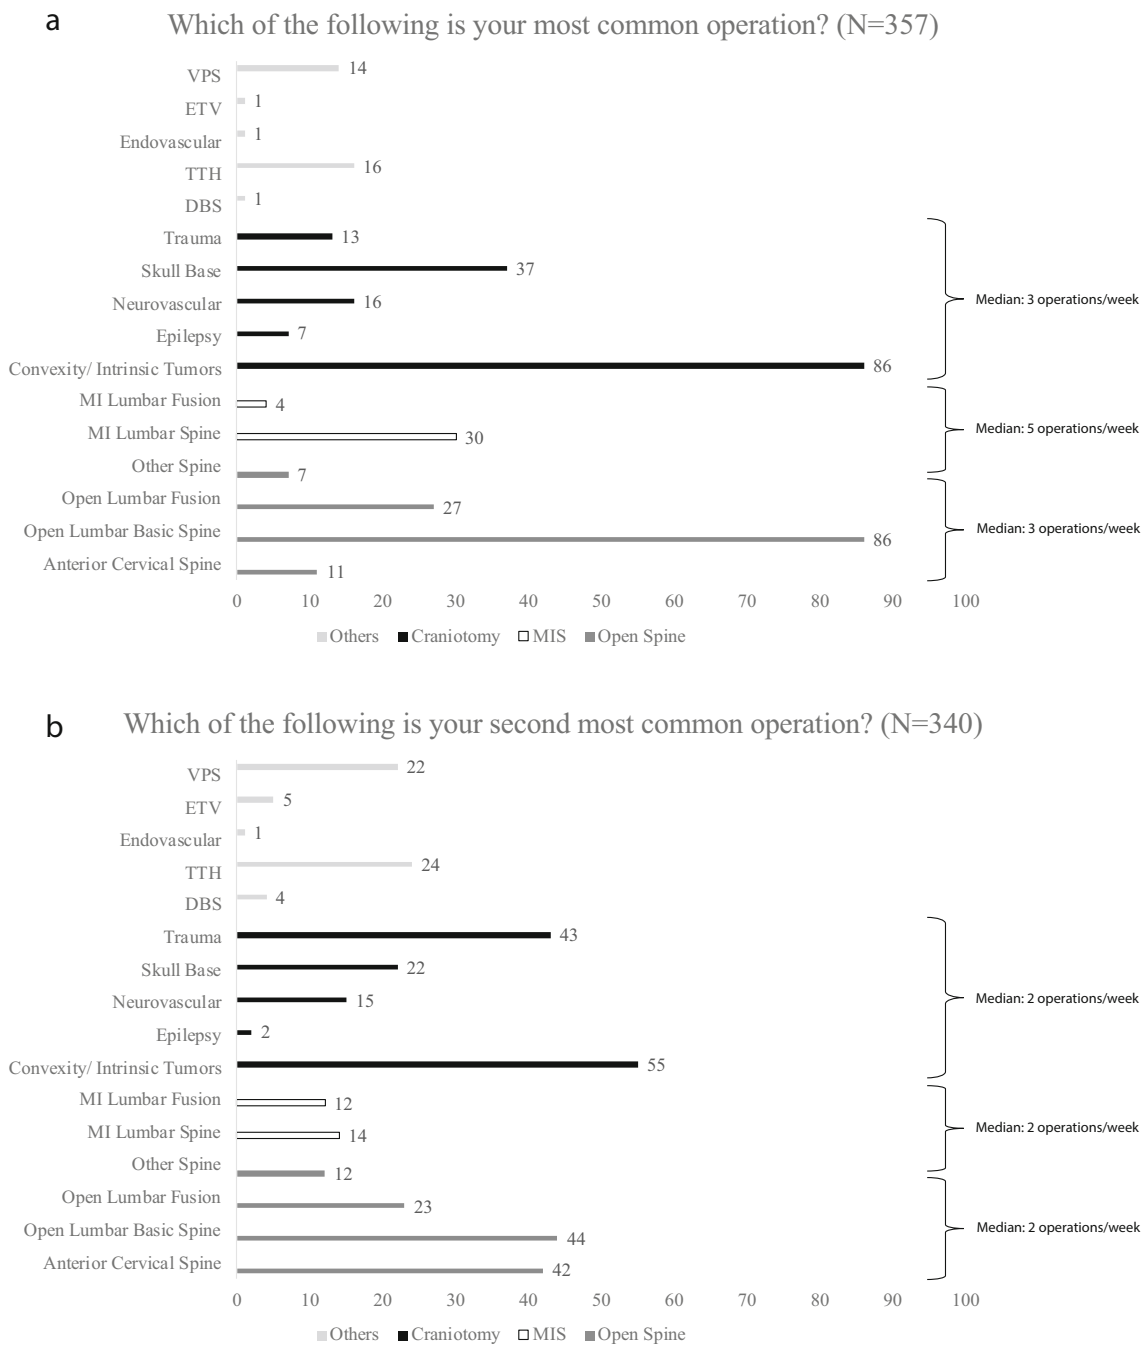 a
Which of the following is your most common operation? (N=357)
VPS 14
ETV 1
Endovascular 1
TTH 16
DBS 1
Trauma 13
Skull Base 37
Neurovascular 16
Median: 3 operations/week
Epilepsy 7
Convexity/ Intrinsic Tumors 86
MI Lumbar Fusion 4
MI Lumbar Spine 30
Median: 5 operations/week
Other Spine 7
Open Lumbar Fusion 27
Open Lumbar Basic Spine 86
Median: 3 operations/week
Anterior Cervical Spine 11
0 10 20 30 40 50 60 70 80 90 100
Others Craniotomy MIS Open Spine
b
Which of the following is your second most common operation? (N=340)
VPS 22
ETV 5
Endovascular 1
TTH 24
DBS 4
Trauma 43
Skull Base 22
Neurovascular 15
Median: 2 operations/week
Epilepsy 2
Convexity/ Intrinsic Tumors 55
MI Lumbar Fusion 12
MI Lumbar Spine 14
Median: 2 operations/week
Other Spine 12
Open Lumbar Fusion 23
Open Lumbar Basic Spine 44
Median: 2 operations/week
Anterior Cervical Spine 42
0 10 20 30 40 50 60 70 80 90 100
Others Craniotomy MIS Open Spine